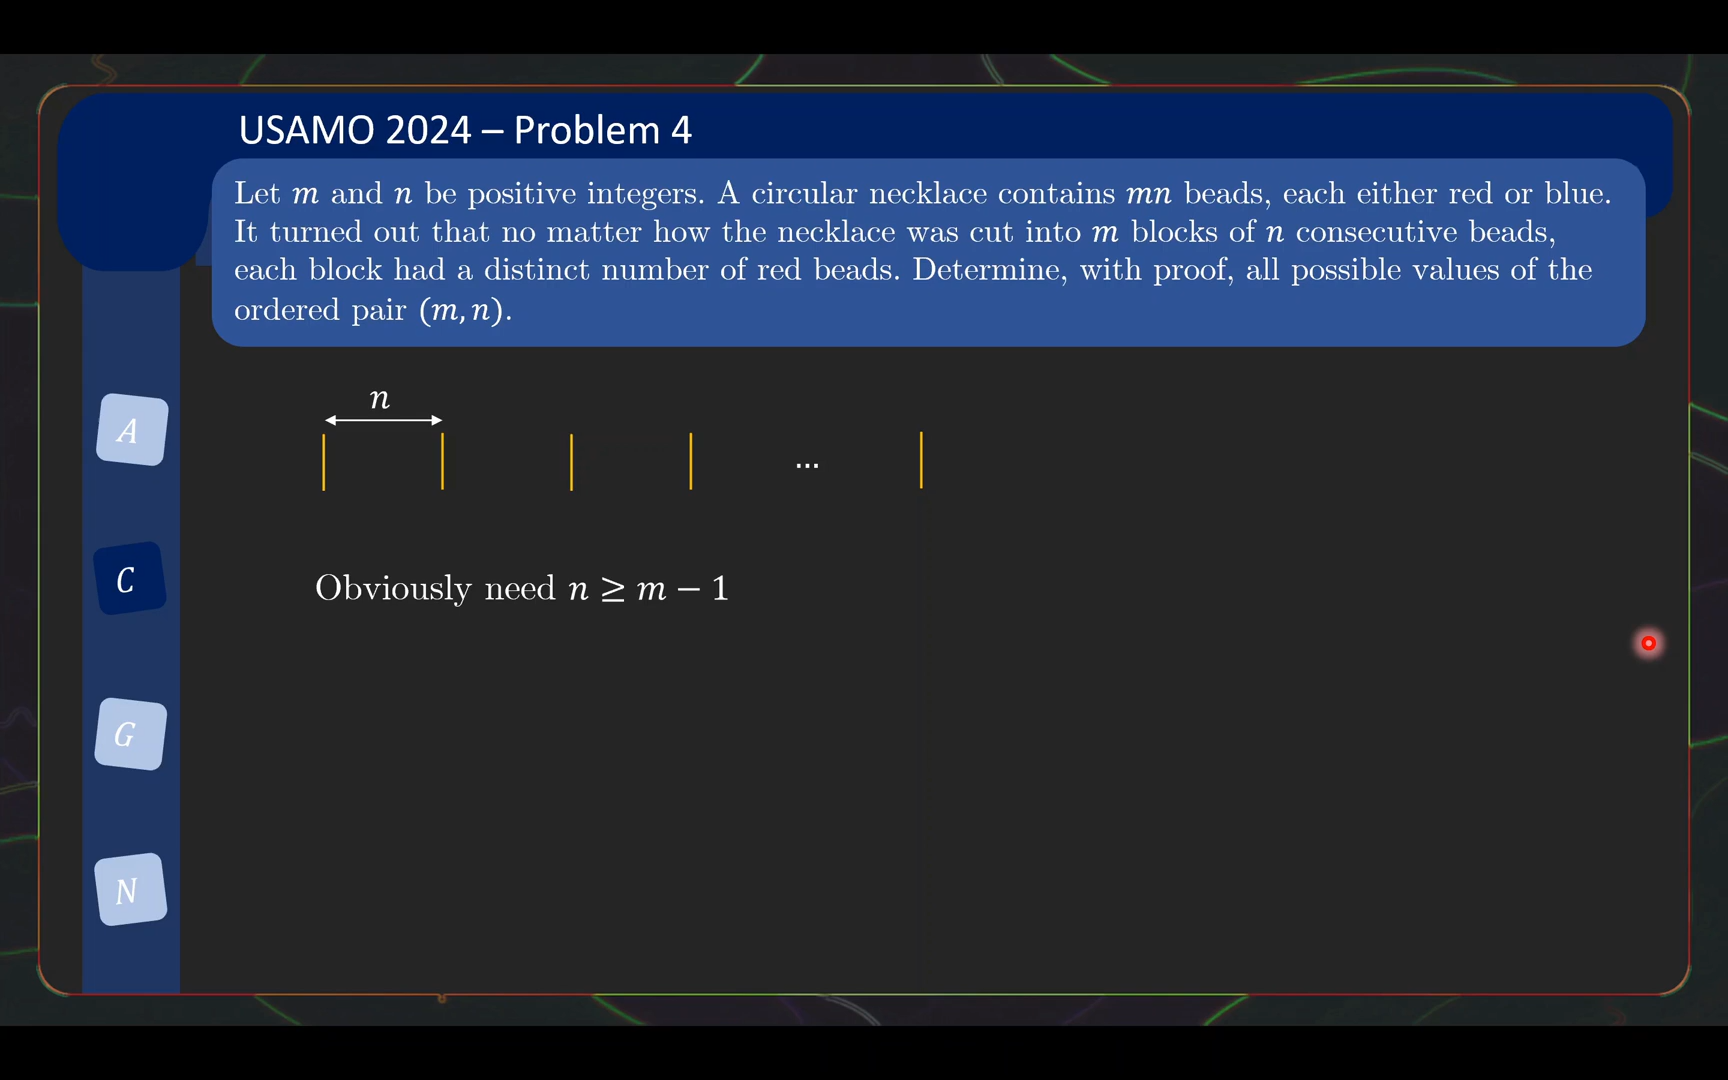 USAMO 2024 – Problem 4
Let m and n be positive integers. A circular necklace contains mn beads, each either red or blue.
It turned out that no matter how the necklace was cut into m blocks of n consecutive beads,
each block had a distinct number of red beads. Determine, with proof, all possible values of the
ordered pair (m, n).
n
...
Obviously need n ≥ m − 1
A
C
G
N